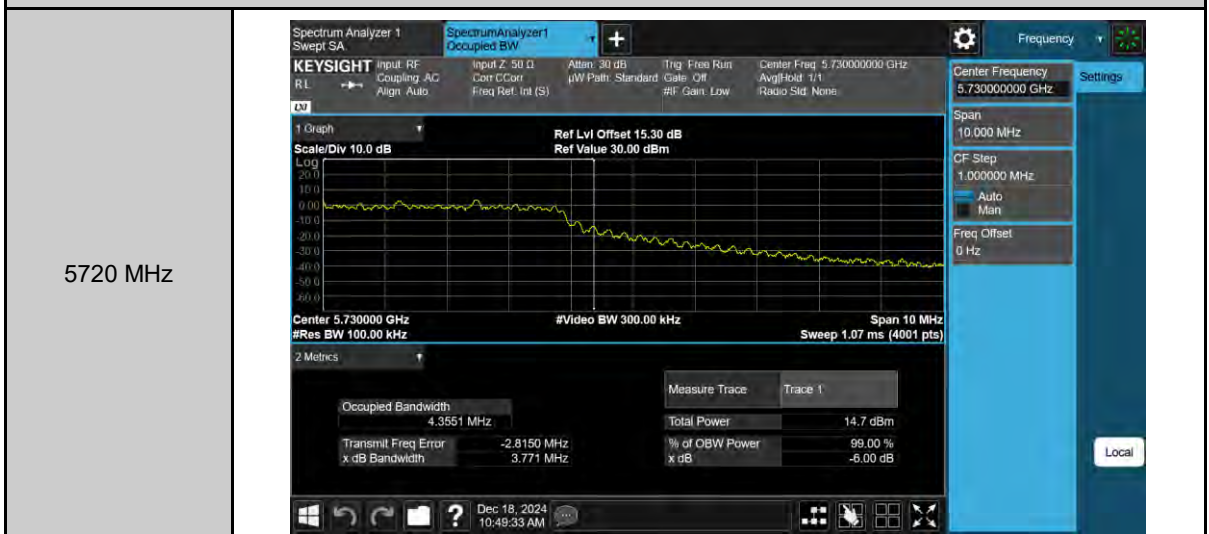 5720 MHz
Spectrum Analyzer 1
Swept SA
SpectrumAnalyzer1
Occupied BW
Frequency
KEYSIGHT
RL
LXI
Input: RF
Coupling: AC
Align: Auto
Input Z: 50 Ω
Corr CCorr
Freq Ref: Int (S)
Atten: 30 dB
µW Path: Standard
Trig: Free Run
Gate: Off
#IF Gain: Low
Center Freq: 5.730000000 GHz
Avg|Hold: 1/1
Radio Std: None
Center Frequency
5.730000000 GHz
Settings
Span
10.000 MHz
CF Step
1.000000 MHz
Auto
Man
Freq Offset
0 Hz
Local
1 Graph
Scale/Div 10.0 dB
Ref Lvl Offset 15.30 dB
Ref Value 30.00 dBm
Log
20.0
10.0
0.00
-10.0
-20.0
-30.0
-40.0
-50.0
-60.0
Center 5.730000 GHz
#Video BW 300.00 kHz
Span 10 MHz
#Res BW 100.00 kHz
Sweep 1.07 ms (4001 pts)
2 Metrics
Measure Trace Trace 1
Occupied Bandwidth
4.3551 MHz
Total Power 14.7 dBm
Transmit Freq Error -2.8150 MHz
% of OBW Power 99.00 %
x dB Bandwidth 3.771 MHz
x dB -6.00 dB
?
Dec 18, 2024
10:49:33 AM